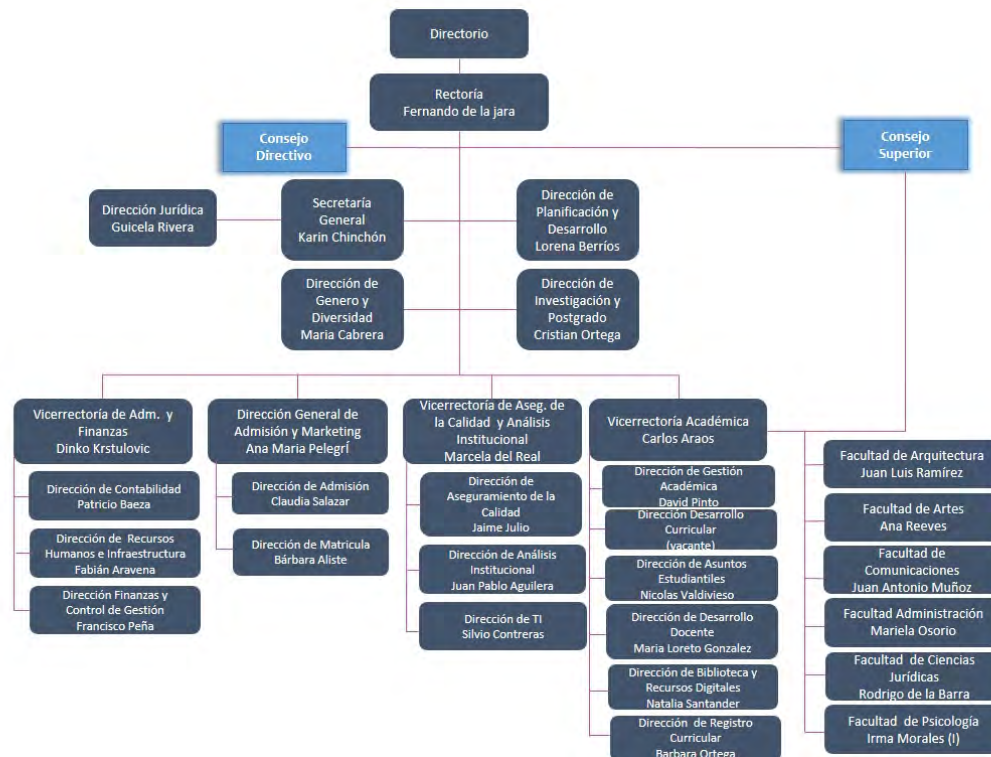 Directorio
Rectoría
Fernando de la jara
Consejo
Directivo
Consejo
Superior
Dirección Jurídica
Guicela Rivera
Secretaría
General
Karin Chinchón
Dirección de
Planificación y
Desarrollo
Lorena Berríos
Dirección de
Genero y
Diversidad
Maria Cabrera
Dirección de
Investigación y
Postgrado
Cristian Ortega
Vicerrectoría de Adm. y
Finanzas
Dinko Krstulovic
Dirección de Contabilidad
Patricio Baeza
Dirección de Recursos
Humanos e Infraestructura
Fabián Aravena
Dirección Finanzas y
Control de Gestión
Francisco Peña
Dirección General de
Admisión y Marketing
Ana Maria Pelegrí
Dirección de Admisión
Claudia Salazar
Dirección de Matricula
Bárbara Aliste
Vicerrectoría de Aseg. de
la Calidad y Análisis
Institucional
Marcela del Real
Dirección de
Aseguramiento de la
Calidad
Jaime Julio
Dirección de Análisis
Institucional
Juan Pablo Aguilera
Dirección de TI
Silvio Contreras
Vicerrectoría Académica
Carlos Araos
Dirección de Gestión
Académica
David Pinto
Dirección Desarrollo
Curricular
(vacante)
Dirección de Asuntos
Estudiantiles
Nicolas Valdivieso
Dirección de Desarrollo
Docente
Maria Loreto Gonzalez
Dirección de Biblioteca y
Recursos Digitales
Natalia Santander
Dirección de Registro
Curricular
Barbara Ortega
Facultad de Arquitectura
Juan Luis Ramírez
Facultad de Artes
Ana Reeves
Facultad de
Comunicaciones
Juan Antonio Muñoz
Facultad Administración
Mariela Osorio
Facultad de Ciencias
Jurídicas
Rodrigo de la Barra
Facultad de Psicología
Irma Morales (I)